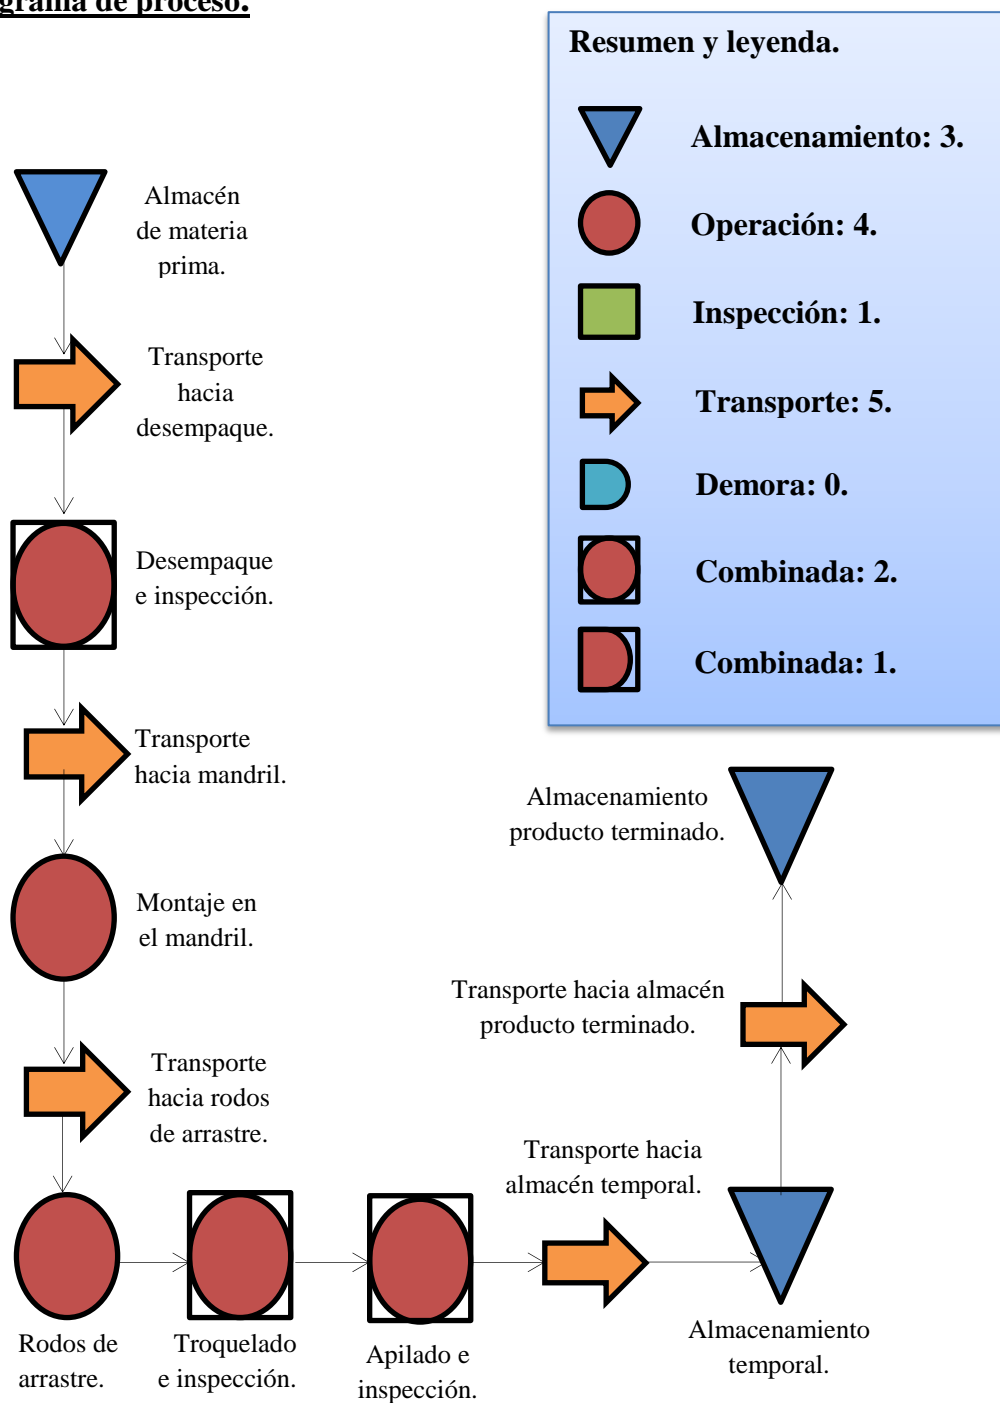 grama de proceso.
Resumen y leyenda.
Almacenamiento: 3.
Operación: 4.
Inspección: 1.
Transporte: 5.
Demora: 0.
Combinada: 2.
Combinada: 1.
Almacén
de materia
prima.
Transporte
hacia
desempaque.
Desempaque
e inspección.
Transporte
hacia mandril.
Montaje en
el mandril.
Transporte
hacia rodos
de arrastre.
Rodos de
arrastre.
Troquelado
e inspección.
Apilado e
inspección.
Transporte hacia
almacén temporal.
Almacenamiento
temporal.
Transporte hacia almacén
producto terminado.
Almacenamiento
producto terminado.